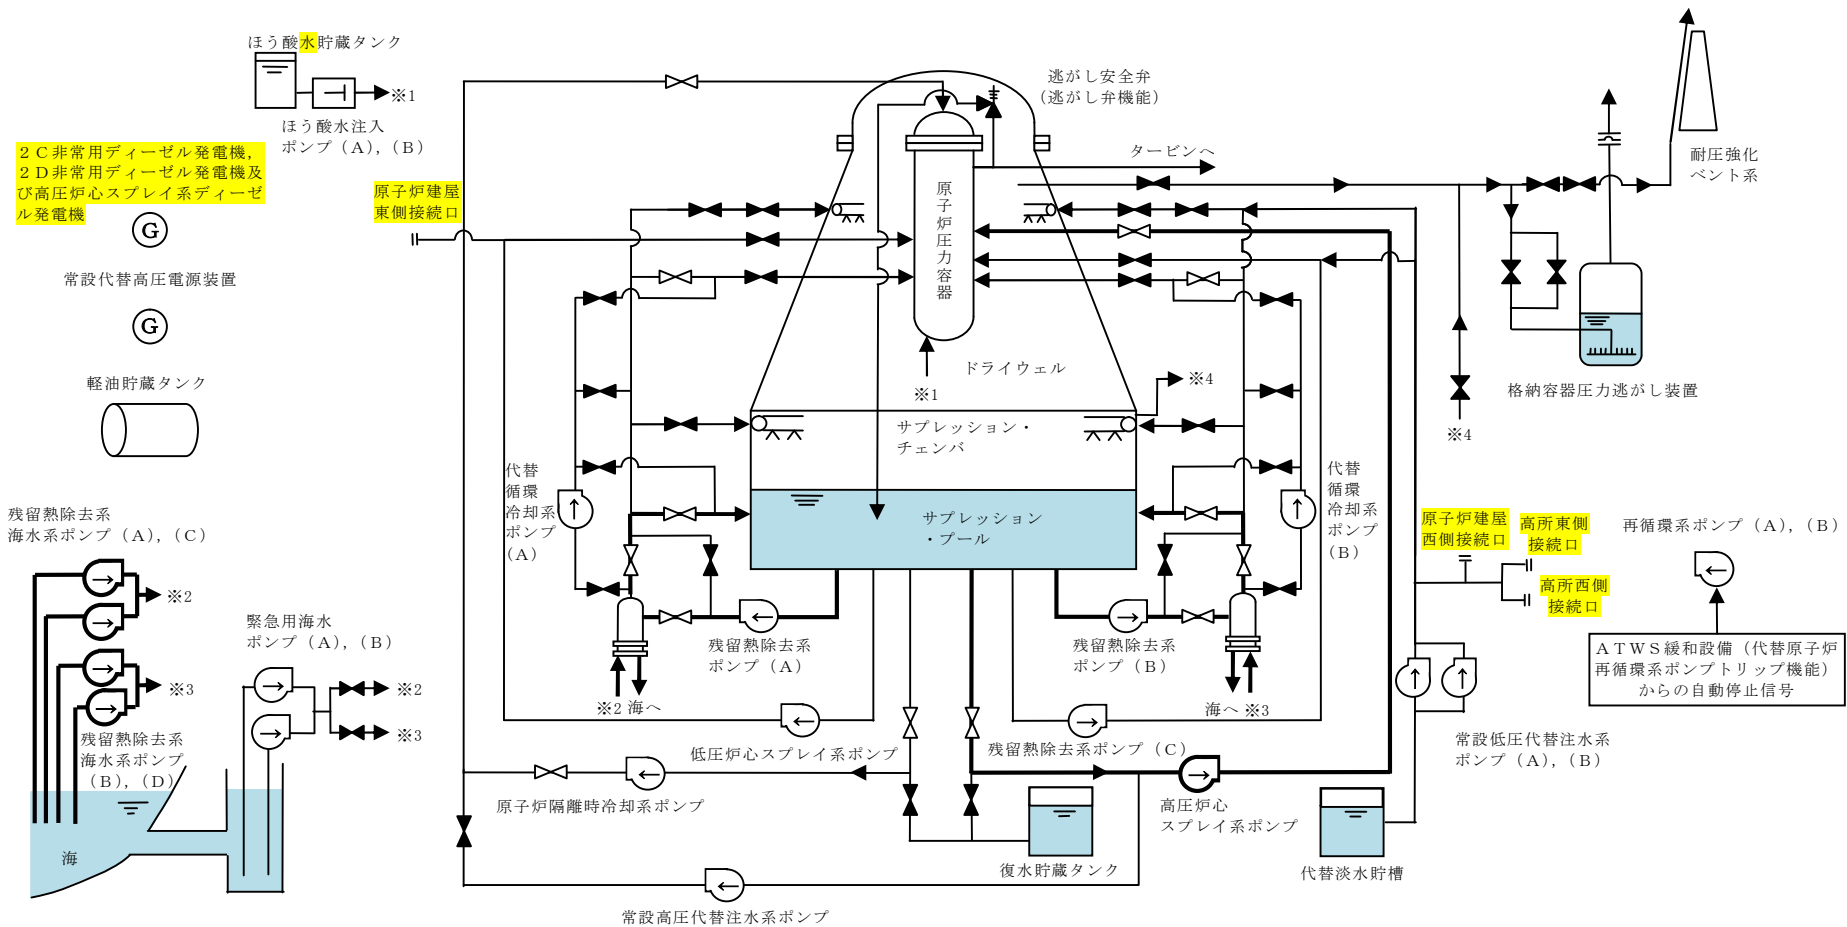 ほう酸水貯蔵タンク
※1
ほう酸水注入
ポンプ（A），（B）
２Ｃ非常用ディーゼル発電機，
２Ｄ非常用ディーゼル発電機及
び高圧炉心スプレイ系ディーゼ
ル発電機
G
常設代替高圧電源装置
G
軽油貯蔵タンク
原子炉建屋
東側接続口
逃がし安全弁
（逃がし弁機能）
タービンへ
原子炉圧力容器
ドライウェル
※1
※4
サプレッション・
チェンバ
サプレッション
・プール
耐圧強化
ベント系
格納容器圧力逃がし装置
※4
代替
循環
冷却系
ポンプ
（A）
代替
循環
冷却系
ポンプ
（B）
残留熱除去系
海水系ポンプ（A），（C）
※2
※3
残留熱除去系
海水系ポンプ
（B），（D）
海
緊急用海水
ポンプ（A），（B）
※2
※3
残留熱除去系
ポンプ（A）
※2 海へ
残留熱除去系
ポンプ（B）
海へ ※3
低圧炉心スプレイ系ポンプ
残留熱除去系ポンプ（C）
原子炉隔離時冷却系ポンプ
高圧炉心
スプレイ系ポンプ
復水貯蔵タンク
常設高圧代替注水系ポンプ
原子炉建屋
西側接続口
高所東側
接続口
高所西側
接続口
再循環系ポンプ（A），（B）
ＡＴＷＳ緩和設備（代替原子炉
再循環系ポンプトリップ機能）
からの自動停止信号
常設低圧代替注水系
ポンプ（A），（B）
代替淡水貯槽